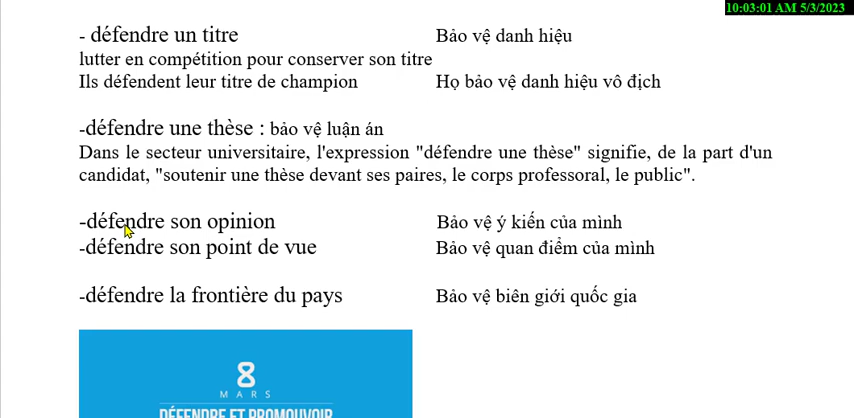 10:03:01 AM 5/3/2023
- défendre un titre Bảo vệ danh hiệu
lutter en compétition pour conserver son titre
Ils défendent leur titre de champion Họ bảo vệ danh hiệu vô địch
-défendre une thèse : bảo vệ luận án
Dans le secteur universitaire, l'expression "défendre une thèse" signifie, de la part d'un
candidat, "soutenir une thèse devant ses paires, le corps professoral, le public".
-défendre son opinion Bảo vệ ý kiến của mình
-défendre son point de vue Bảo vệ quan điểm của mình
-défendre la frontière du pays Bảo vệ biên giới quốc gia
8
MARS
DÉFENDRE ET PROMOUVOIR